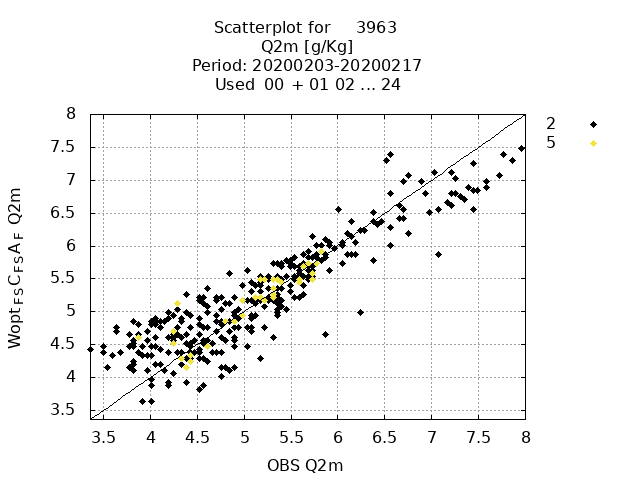 Scatterplot for 3963
Q2m [g/Kg]
Period: 20200203-20200217
Used 00 + 01 02 ... 24
2
5
8
7.5
7
6.5
6
5.5
5
4.5
4
3.5
Wopt FS C FS A F Q2m
3.5 4 4.5 5 5.5 6 6.5 7 7.5 8
OBS Q2m